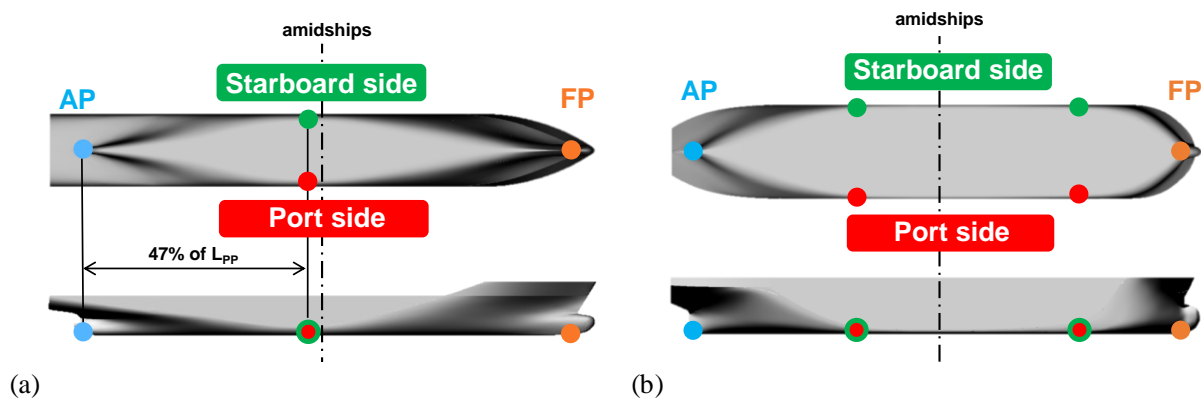 amidships
Starboard side
AP
FP
Port side
47% of LPP
(a)
amidships
Starboard side
AP
FP
Port side
(b)